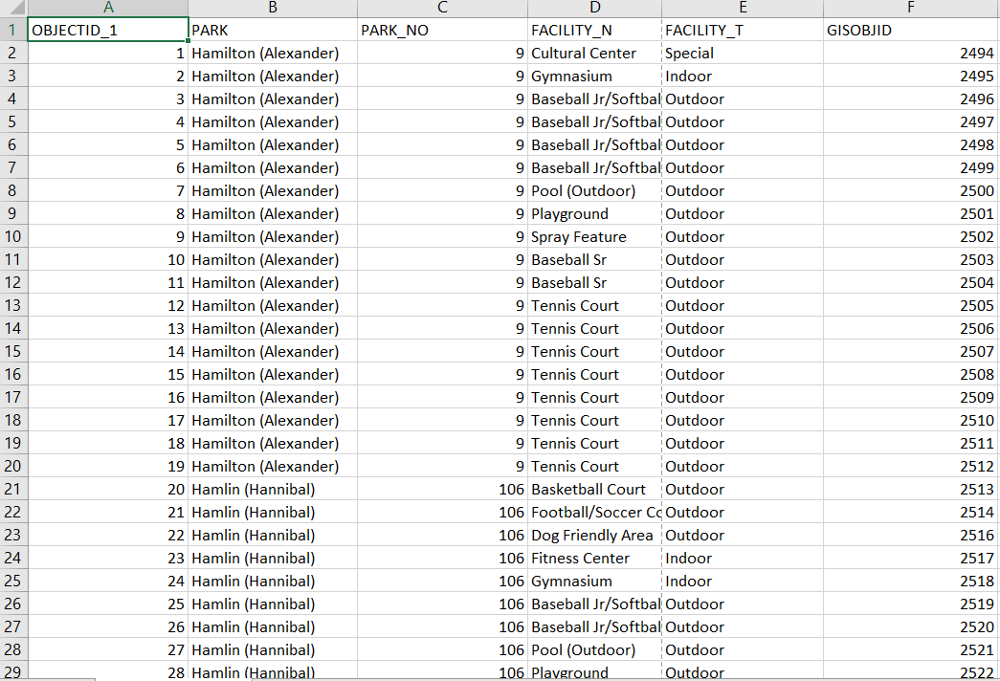 A B C D E F
1 OBJECTID_1 PARK PARK_NO FACILITY_N FACILITY_T GISOBJID
2 1 Hamilton (Alexander) 9 Cultural Center Special 2494
3 2 Hamilton (Alexander) 9 Gymnasium Indoor 2495
4 3 Hamilton (Alexander) 9 Baseball Jr/Softbal Outdoor 2496
5 4 Hamilton (Alexander) 9 Baseball Jr/Softbal Outdoor 2497
6 5 Hamilton (Alexander) 9 Baseball Jr/Softbal Outdoor 2498
7 6 Hamilton (Alexander) 9 Baseball Jr/Softbal Outdoor 2499
8 7 Hamilton (Alexander) 9 Pool (Outdoor) Outdoor 2500
9 8 Hamilton (Alexander) 9 Playground Outdoor 2501
10 9 Hamilton (Alexander) 9 Spray Feature Outdoor 2502
11 10 Hamilton (Alexander) 9 Baseball Sr Outdoor 2503
12 11 Hamilton (Alexander) 9 Baseball Sr Outdoor 2504
13 12 Hamilton (Alexander) 9 Tennis Court Outdoor 2505
14 13 Hamilton (Alexander) 9 Tennis Court Outdoor 2506
15 14 Hamilton (Alexander) 9 Tennis Court Outdoor 2507
16 15 Hamilton (Alexander) 9 Tennis Court Outdoor 2508
17 16 Hamilton (Alexander) 9 Tennis Court Outdoor 2509
18 17 Hamilton (Alexander) 9 Tennis Court Outdoor 2510
19 18 Hamilton (Alexander) 9 Tennis Court Outdoor 2511
20 19 Hamilton (Alexander) 9 Tennis Court Outdoor 2512
21 20 Hamlin (Hannibal) 106 Basketball Court Outdoor 2513
22 21 Hamlin (Hannibal) 106 Football/Soccer Co Outdoor 2514
23 22 Hamlin (Hannibal) 106 Dog Friendly Area Outdoor 2516
24 23 Hamlin (Hannibal) 106 Fitness Center Indoor 2517
25 24 Hamlin (Hannibal) 106 Gymnasium Indoor 2518
26 25 Hamlin (Hannibal) 106 Baseball Jr/Softbal Outdoor 2519
27 26 Hamlin (Hannibal) 106 Baseball Jr/Softbal Outdoor 2520
28 27 Hamlin (Hannibal) 106 Pool (Outdoor) Outdoor 2521
29 28 Hamlin (Hannibal) 106 Playground Outdoor 2522